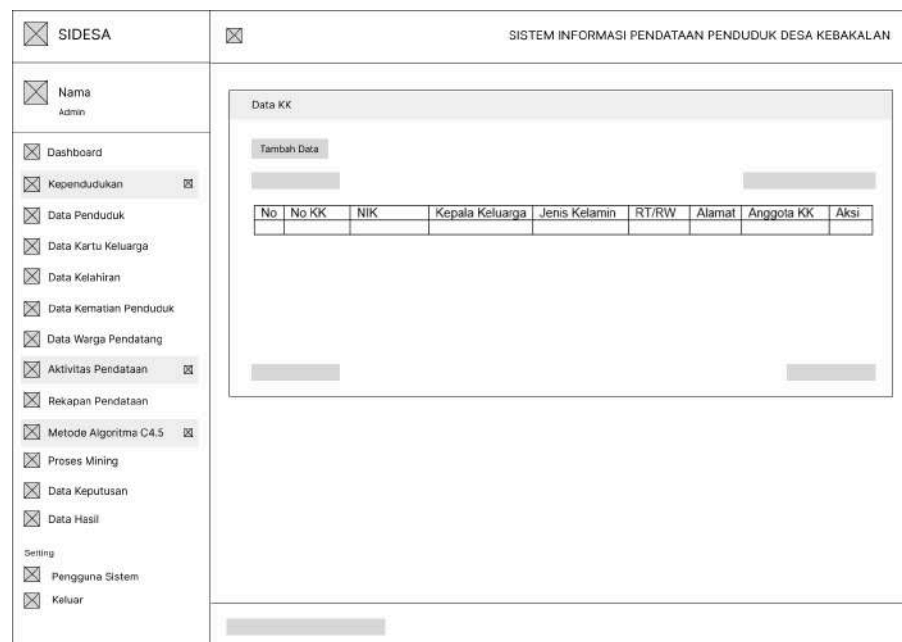 SIDESA
SISTEM INFORMASI PENDATAAN PENDUDUK DESA KEBAKALAN
Nama
Admin
Dashboard
Kependudukan
Data Penduduk
Data Kartu Keluarga
Data Kelahiran
Data Kematian Penduduk
Data Warga Pendatang
Aktivitas Pendataan
Rekapan Pendataan
Metode Algoritma C4.5
Proses Mining
Data Keputusan
Data Hasil
Setting
Pengguna Sistem
Keluar
Data KK
Tambah Data
No No KK NIK Kepala Keluarga Jenis Kelamin RT/RW Alamat Anggota KK Aksi